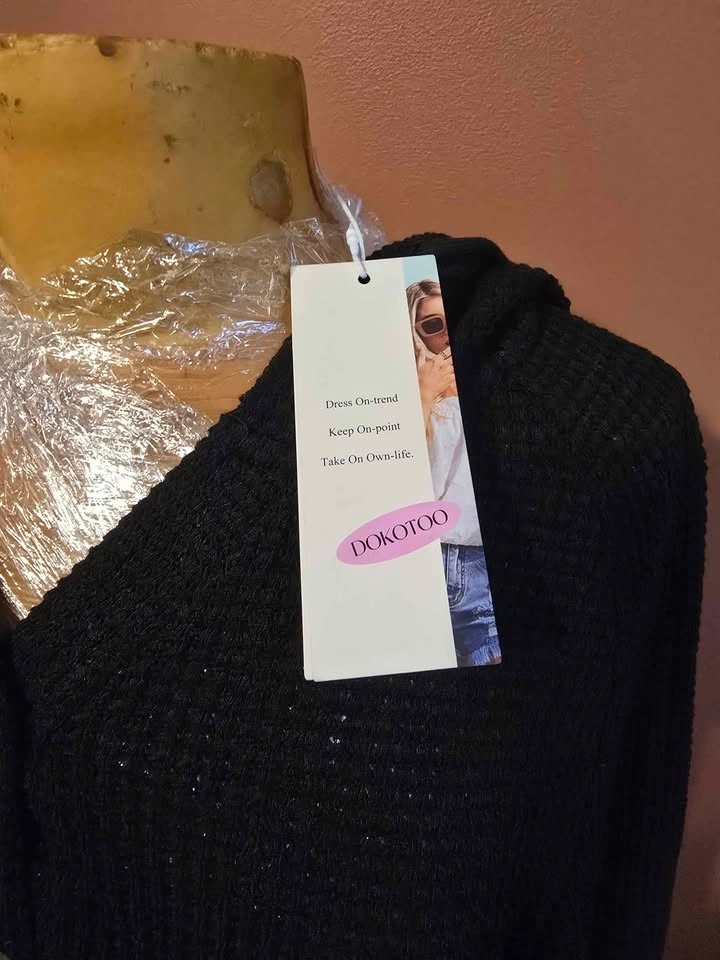 Dress On-trend
Keep On-point
Take On Own-life.
DOKOTOO